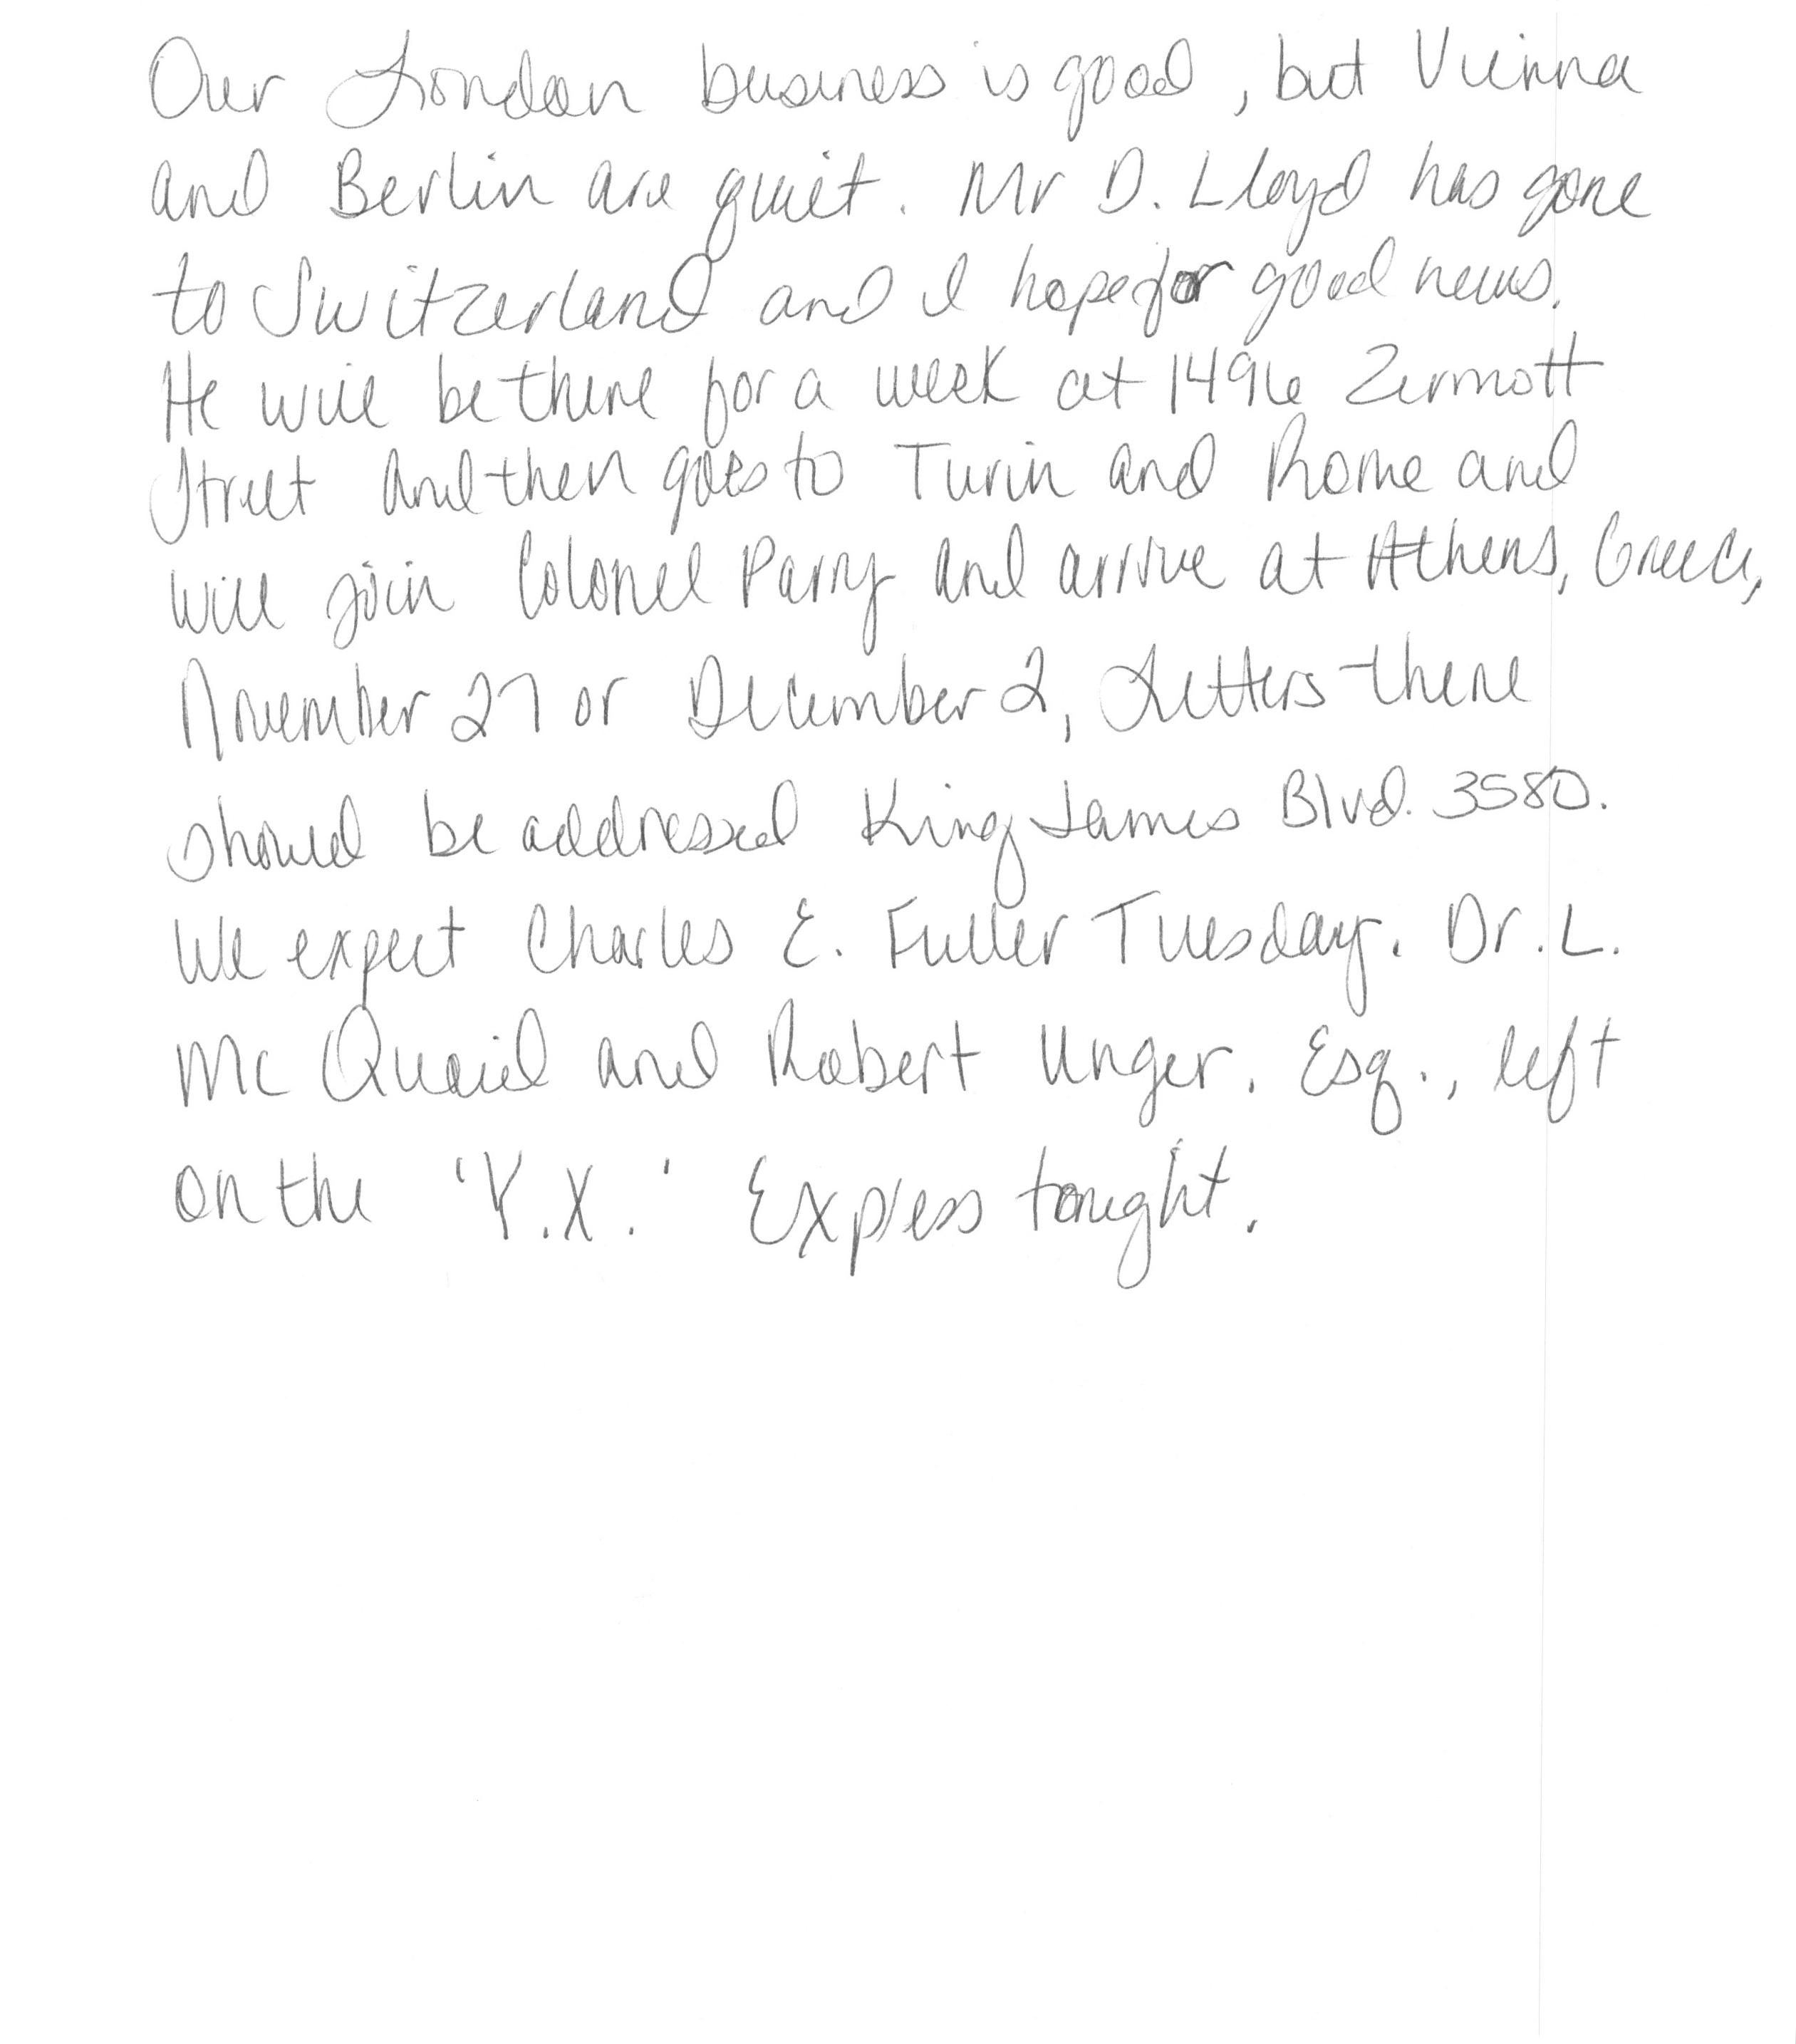 Our London business is good, but Vienna
and Berlin are quiet. Mr D. Lloyd has gone
to Switzerland and I hope for good news.
He will be there for a week at 1496 Zermott
Street and then goes to Turin and Rome and
will join Colonel Parry and arrive at Athens, Greece,
November 27 or December 2, Letters there
should be addressed King James Blvd. 3580.
We expect Charles E. Fuller Tuesday. Dr. L.
Mc Quaid and Robert Unger. Esq., left
on the 'Y.X.' Express tonight.